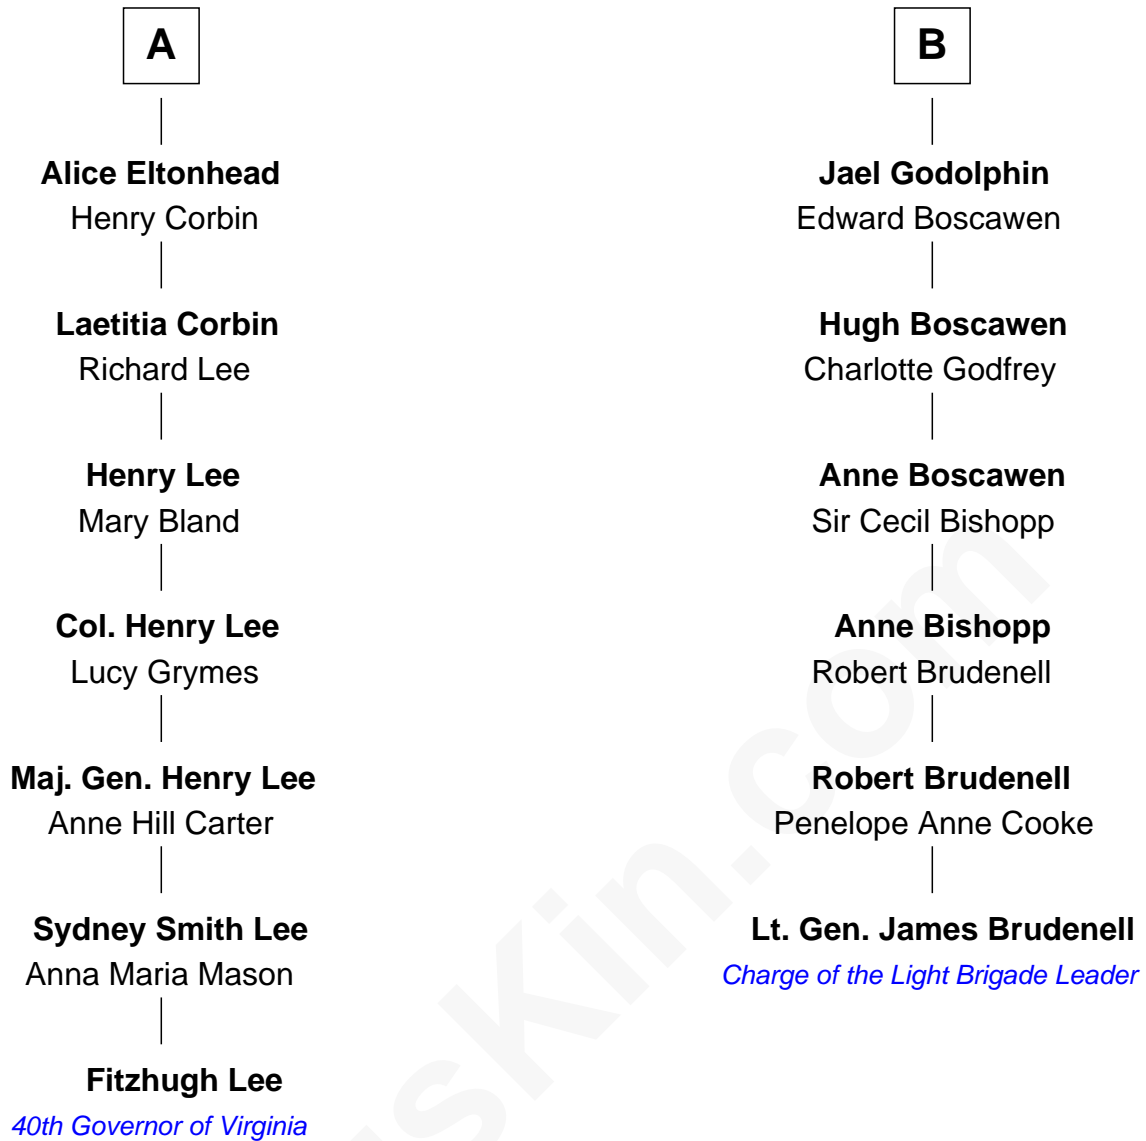 A
Alice Eltonhead
Henry Corbin
Laetitia Corbin
Richard Lee
Henry Lee
Mary Bland
Col. Henry Lee
Lucy Grymes
Maj. Gen. Henry Lee
Anne Hill Carter
Sydney Smith Lee
Anna Maria Mason
Fitzhugh Lee
40th Governor of Virginia
B
Jael Godolphin
Edward Boscawen
Hugh Boscawen
Charlotte Godfrey
Anne Boscawen
Sir Cecil Bishopp
Anne Bishopp
Robert Brudenell
Robert Brudenell
Penelope Anne Cooke
Lt. Gen. James Brudenell
Charge of the Light Brigade Leader
usKin.com